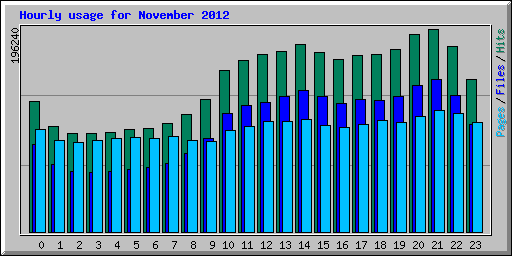 Hourly usage for November 2012
196240
Pages / Files / Hits
0 1 2 3 4 5 6 7 8 9 10 11 12 13 14 15 16 17 18 19 20 21 22 23